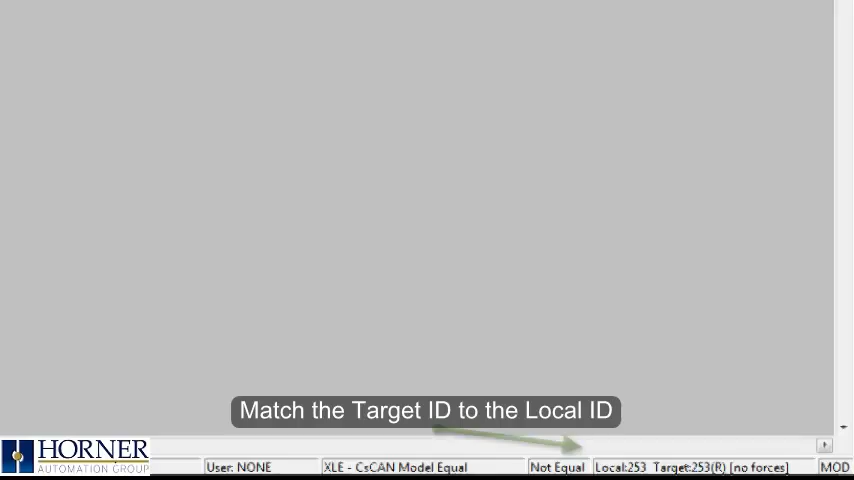 Match the Target ID to the Local ID
HORNER
AUTOMATION GROUP
User: NONE
XLE - CsCAN Model Equal
Not Equal
Local:253 Target:253(R) [no forces]
MOD